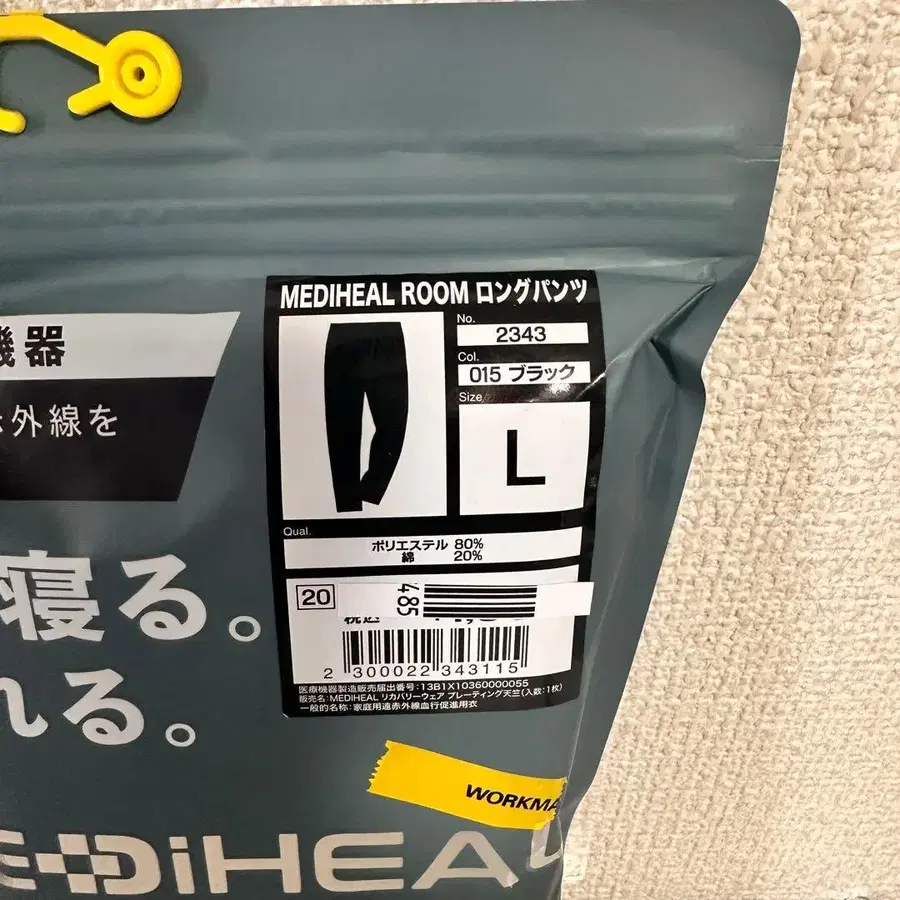 MEDIHEAL ROOM ロングパンツ
No.
2343
Col.
015 ブラック
Size
L
機器
外線を
Qual.
ポリエステル 80%
綿 20%
寝る。
れる。
20
485
税込
2 300022 343115
医療機器製造販売届出番号:13B1X10360000055
販売名:MEDIHEAL リカバリーウェア プレーティング天竺(入数:1枚)
一般的名称:家庭用遠赤外線血行促進用衣
WORKMA
EDiHEAL